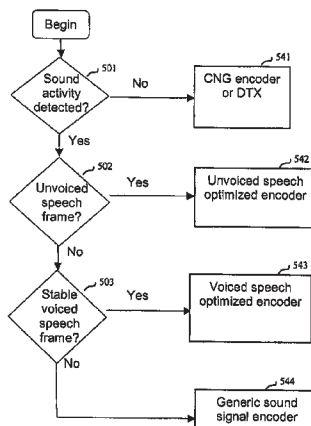 Begin
501
541
Sound
activity
detected?
No
CNG encoder
or DTX
Yes
502
542
Unvoiced
speech
frame?
Yes
Unvoiced speech
optimized encoder
No
503
543
Stable
voiced speech
frame?
Yes
Voiced speech
optimized encoder
No
544
Generic sound
signal encoder